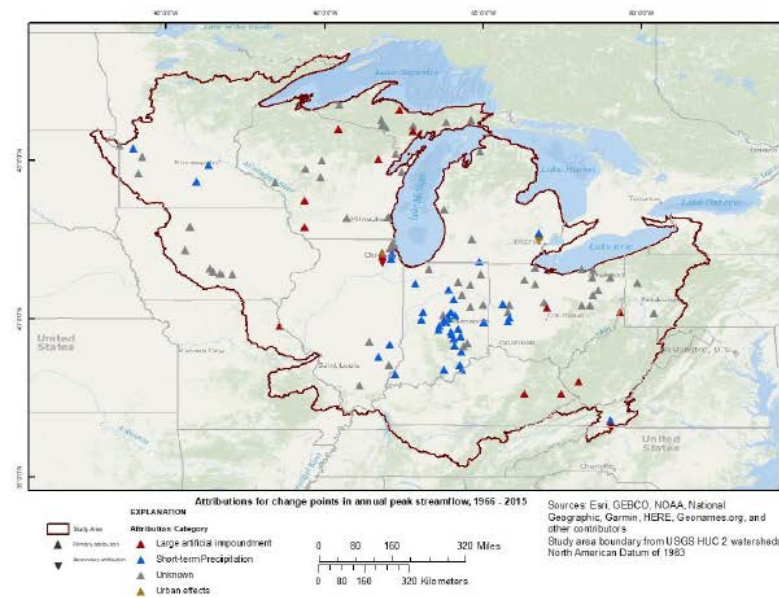 Lake Superior
Lake Michigan
Lake Huron
Toronto
Lake Ontario
Milwaukee
Detroit
Lake Erie
Pittsburgh
United
States
Kansas City
Saint Louis
Washington, D.C.
United
States
Attributions for change points in annual peak streamflow, 1966 - 2015
EXPLANATION
Study Area
Attribution Category
Primary attribution
Large artificial impoundment
Secondary attribution
Short-term Precipitation
Unknown
Urban effects
0 80 160 320 Miles
0 80 160 320 Kilometers
Sources: Esri, GEBCO, NOAA, National
Geographic, Garmin, HERE, Geonames.org, and
other contributors
Study area boundary from USGS HUC 2 watersheds
North American Datum of 1983